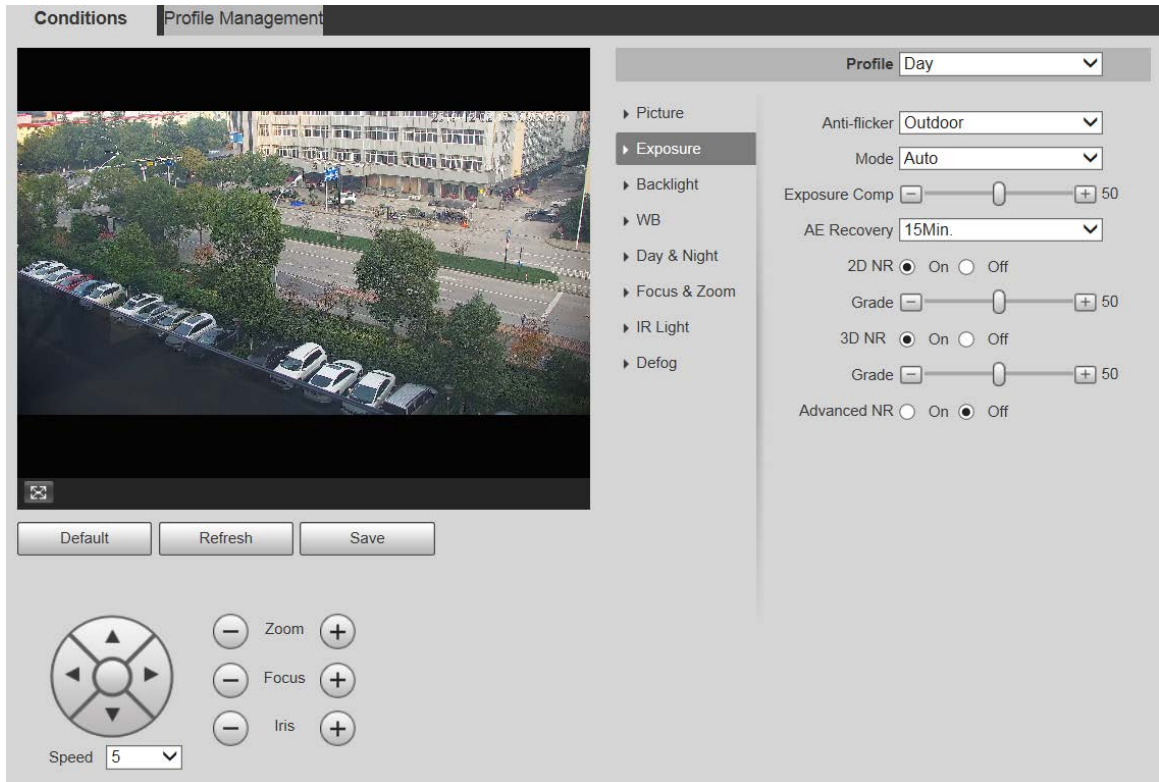 Conditions
Profile Management
Profile Day
Picture
Exposure
Backlight
WB
Day & Night
Focus & Zoom
IR Light
Defog
Anti-flicker Outdoor
Mode Auto
Exposure Comp 50
AE Recovery 15Min.
2D NR On Off
Grade 50
3D NR On Off
Grade 50
Advanced NR On Off
Default Refresh Save
Zoom
Focus
Iris
Speed 5